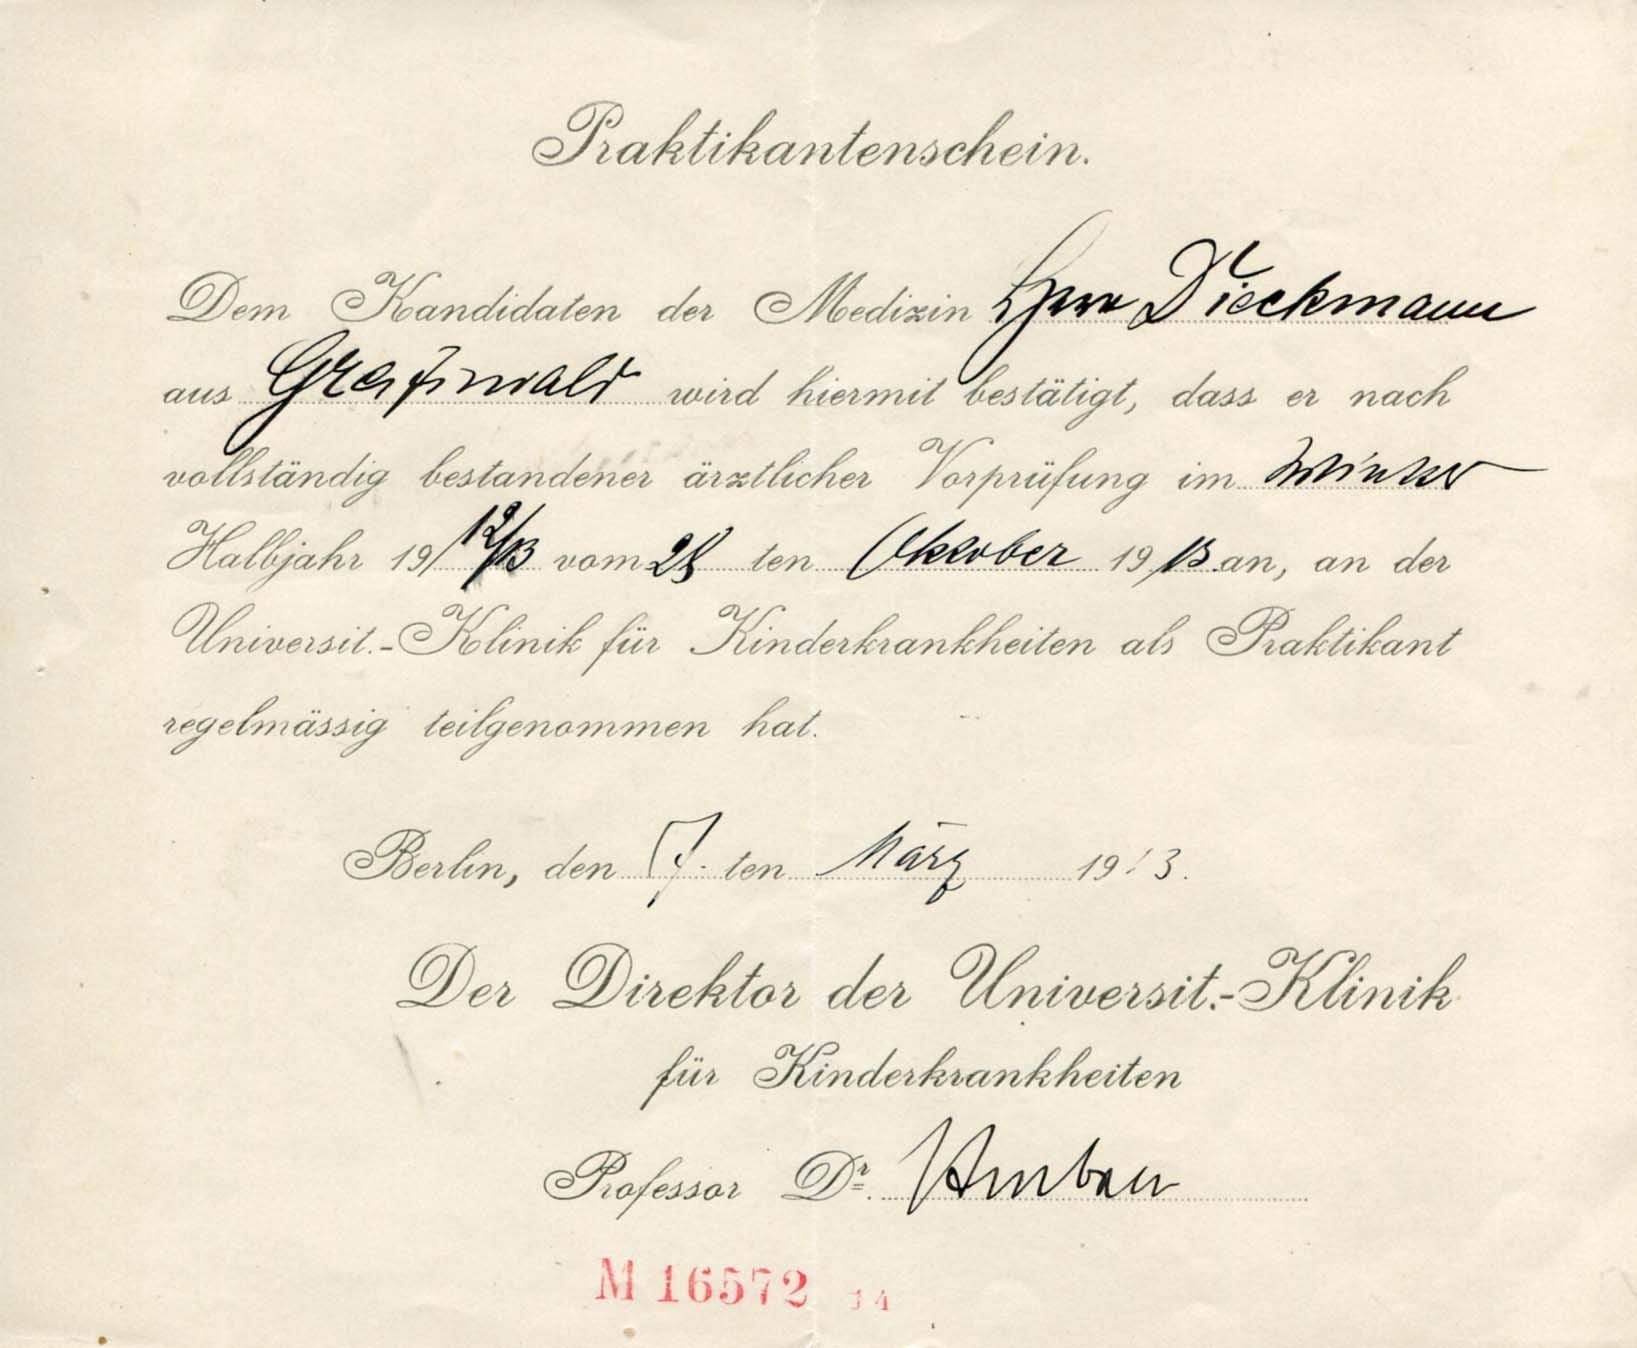 Praktikantenschein.
Dem Kandidaten der Medizin Herrn Dieckmann
aus wird hiermit bestätigt, dass er nach
vollständig bestandener ärztlicher Vorprüfung im Winter
Halbjahr 19 12/13 vom 28 ten Oktober 19 13 an, an der
Universit.-Klinik für Kinderkrankheiten als Praktikant
regelmässig teilgenommen hat.
Berlin, den 7. ten März 1913.
Der Direktor der Universit.-Klinik
für Kinderkrankheiten
Professor Dr.
M 16572 14